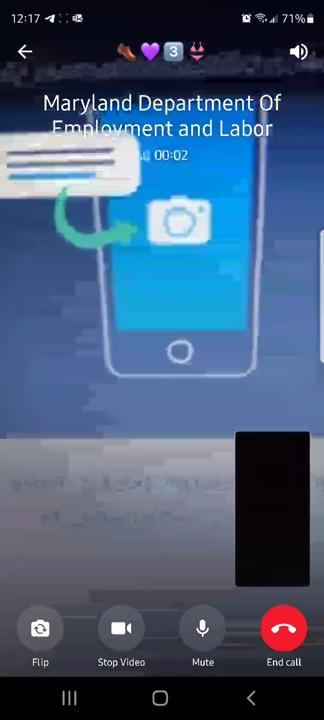 12:17
71%
Maryland Department Of
Employment and Labor
00:02
Flip
Stop Video
Mute
End call